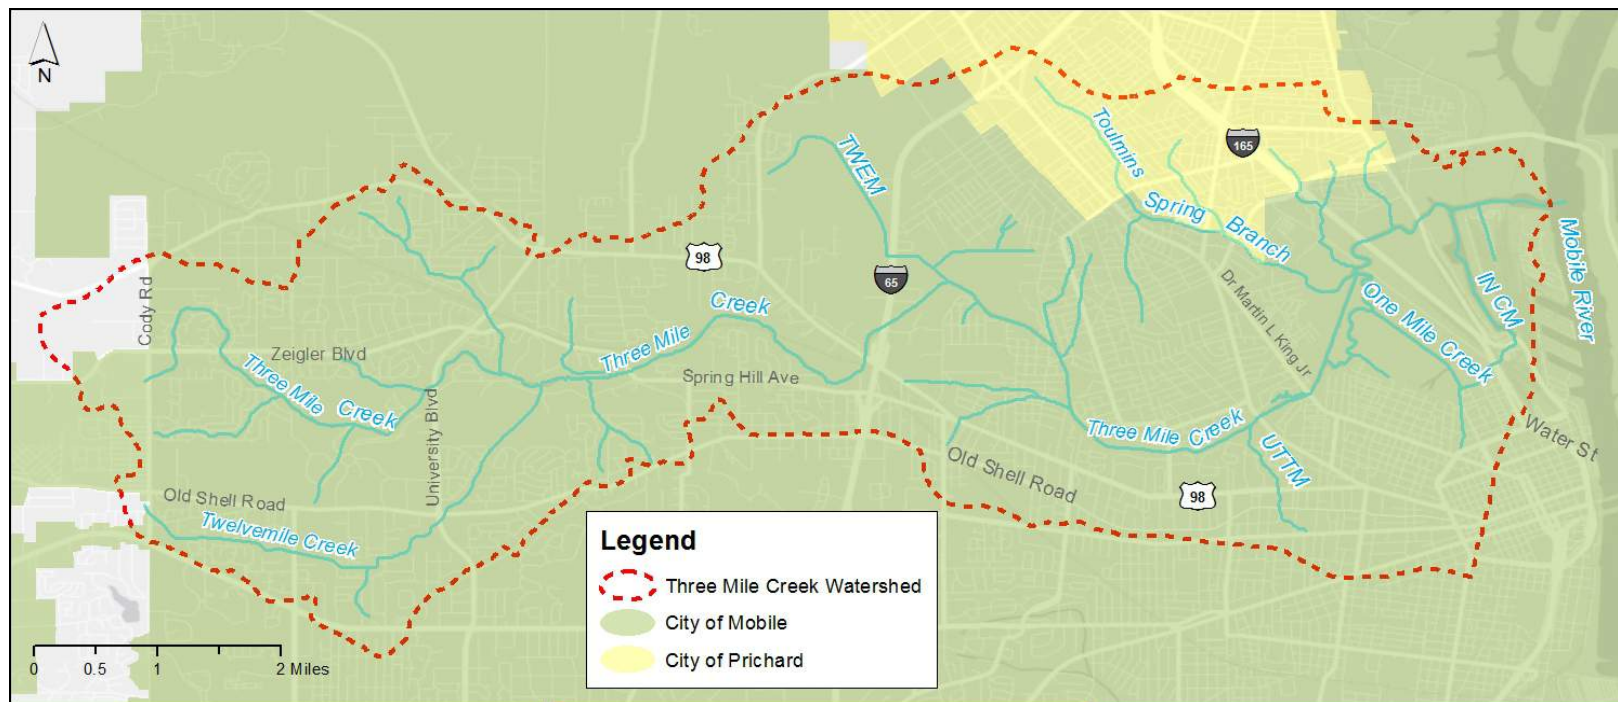 N
TWEM
Toulmins
Spring
Branch
165
Mobile River
98
65
Cody Rd
Creek
Three Mile
Zeigler Blvd
Three Mile Creek
Spring Hill Ave
Dr Martin L King Jr
One Mile Creek
IN CM
University Blvd
Three Mile Creek
Water St
UTTM
Old Shell Road
98
Old Shell Road
Twelvemile Creek
Legend
Three Mile Creek Watershed
City of Mobile
City of Prichard
0 0.5 1 2 Miles